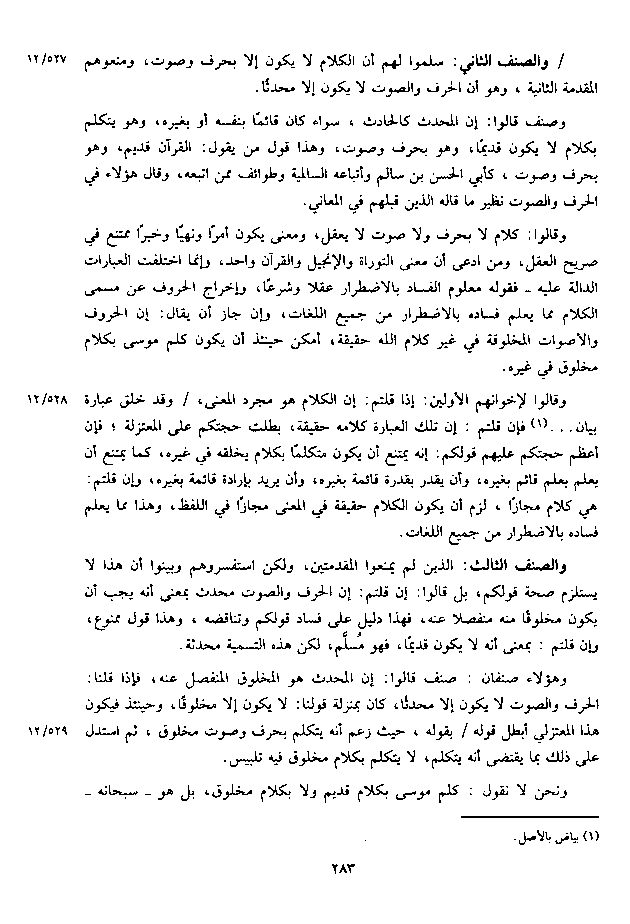 / والصنف الثاني: سلموا لهم أن الكلام لا يكون إلا بحرف وصوت، ومنعوهم ١٢/٥٢٧
المقدمة الثانية ، وهو أن الحرف والصوت لا يكون إلا محدثًا.
وصنف قالوا: إن المحدث كالحادث ، سواء كان قائمًا بنفسه أو بغيره، وهو يتكلم
بكلام لا يكون قديمًا، وهو بحرف وصوت، وهذا قول من يقول: القرآن قديم، وهو
بحرف وصوت ، كأبي الحسن بن سالم وأتباعه السالمية وطوائف ممن اتبعه، وقال هؤلاء في
الحرف والصوت نظير ما قاله الذين قبلهم في المعاني.
وقالوا: كلام لا بحرف ولا صوت لا يعقل، ومعنى يكون أمرًا ونهيًا وخبرًا ممتنع في
صريح العقل، ومن ادعى أن معنى التوراة والإنجيل والقرآن واحد، وإنما اختلفت العبارات
الدالة عليه ـ فقوله معلوم الفساد بالاضطرار عقلا وشرعًا، وإخراج الحروف عن مسمى
الكلام مما يعلم فساده بالاضطرار من جميع اللغات، وإن جاز أن يقال: إن الحروف
والأصوات المخلوقة في غير كلام الله حقيقة، أمكن حينئذ أن يكون كلم موسى بكلام
مخلوق في غيره.
وقالوا لإخوانهم الأولين: إذا قلتم: إن الكلام هو مجرد المعنى، / وقد خلق عبارة ١٢/٥٢٨
بيان. . .(١) فإن قلتم : إن تلك العبارة كلامه حقيقة، بطلت حجتكم على المعتزلة ؛ فإن
أعظم حجتكم عليهم قولكم: إنه يمتنع أن يكون متكلمًا بكلام يخلقه في غيره، كما يمتنع أن
يعلم بعلم قائم بغيره، وأن يقدر بقدرة قائمة بغيره، وأن يريد بإرادة قائمة بغيره، وإن قلتم:
هي كلام مجازًا ، لزم أن يكون الكلام حقيقة في المعنى مجازًا في اللفظ، وهذا مما يعلم
فساده بالاضطرار من جميع اللغات.
والصنف الثالث: الذين لم يمنعوا المقدمتين، ولكن استفسروهم وبينوا أن هذا لا
يستلزم صحة قولكم، بل قالوا: إن قلتم: إن الحرف والصوت محدث بمعنى أنه يجب أن
يكون مخلوقًا منه منفصلا عنه، فهذا دليل على فساد قولكم وتناقضه ، وهذا قول ممنوع،
وإن قلتم : بمعنى أنه لا يكون قديمًا، فهو مُسلَّم، لكن هذه التسمية محدثة.
وهؤلاء صنفان : صنف قالوا: إن المحدث هو المخلوق المنفصل عنه، فإذا قلنا:
الحرف والصوت لا يكون إلا محدثًا، كان بمنزلة قولنا: لا يكون إلا مخلوقًا، وحينئذ فيكون
هذا المعتزلي أبطل قوله / بقوله ، حيث زعم أنه يتكلم بحرف وصوت مخلوق ، ثم استدل ١٢/٥٢٩
على ذلك بما يقتضى أنه يتكلم، لا يتكلم بكلام مخلوق فيه تلبيس.
ونحن لا نقول : كلم موسى بكلام قديم ولا بكلام مخلوق، بل هو ـ سبحانه ـ
(١) بياض بالأصل.
٢٨٣